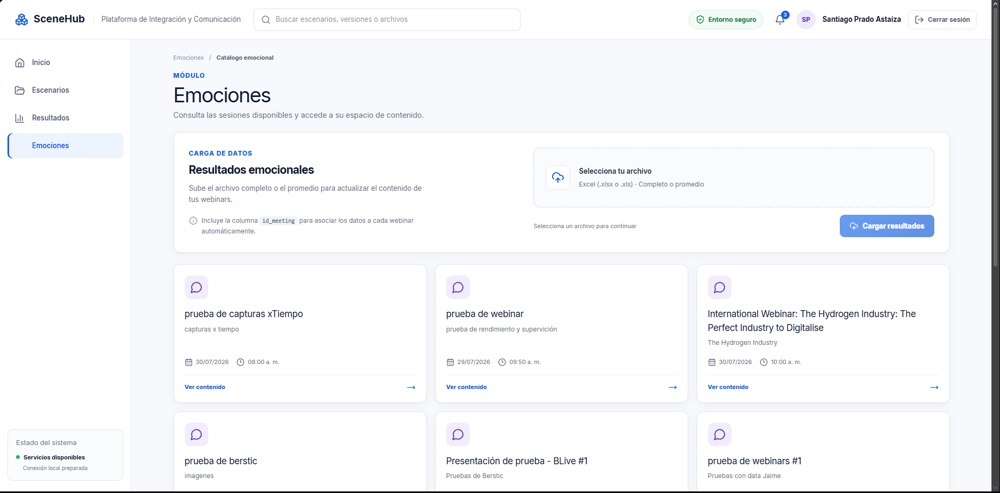 SceneHub
Plataforma de Integración y Comunicación
Buscar escenarios, versiones o archivos
Entorno seguro
3
SP
Santiago Prado Astaiza
Cerrar sesión
Inicio
Escenarios
Resultados
Emociones
Estado del sistema
Servicios disponibles
Conexión local preparada
Emociones / Catálogo emocional
MÓDULO
Emociones
Consulta las sesiones disponibles y accede a su espacio de contenido.
CARGA DE DATOS
Resultados emocionales
Sube el archivo completo o el promedio para actualizar el contenido de
tus webinars.
Incluye la columna id_meeting para asociar los datos a cada webinar
automáticamente.
Selecciona tu archivo
Excel (.xlsx o .xls) · Completo o promedio
Selecciona un archivo para continuar
Cargar resultados
prueba de capturas xTiempo
capturas x tiempo
30/07/2026 08:00 a. m.
Ver contenido
prueba de webinar
prueba de rendimiento y supervición
29/07/2026 09:50 a. m.
Ver contenido
International Webinar: The Hydrogen Industry: The
Perfect Industry to Digitalise
The Hydrogen Industry
30/07/2026 10:00 a. m.
Ver contenido
prueba de berstic
imagenes
Presentación de prueba - BLive #1
Pruebas de Berstic
prueba de webinars #1
Pruebas con data Jaime